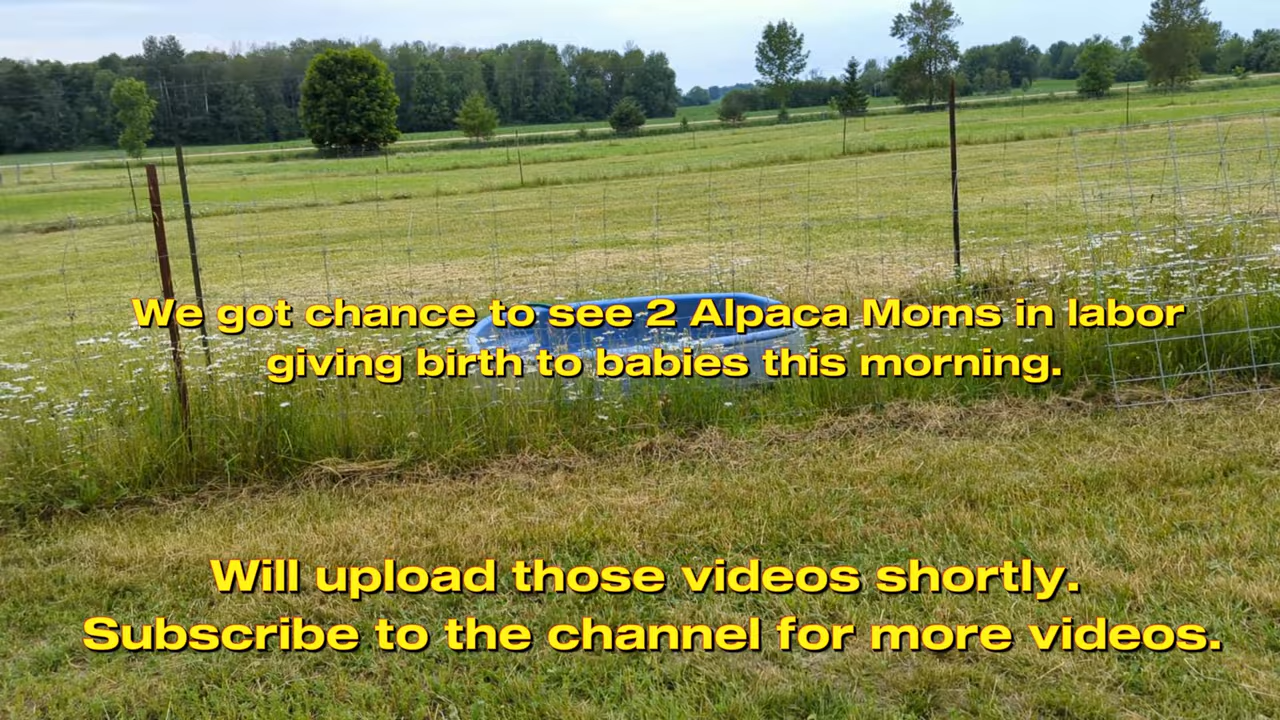 We got chance to see 2 Alpaca Moms in labor
giving birth to babies this morning.
Will upload those videos shortly.
Subscribe to the channel for more videos.